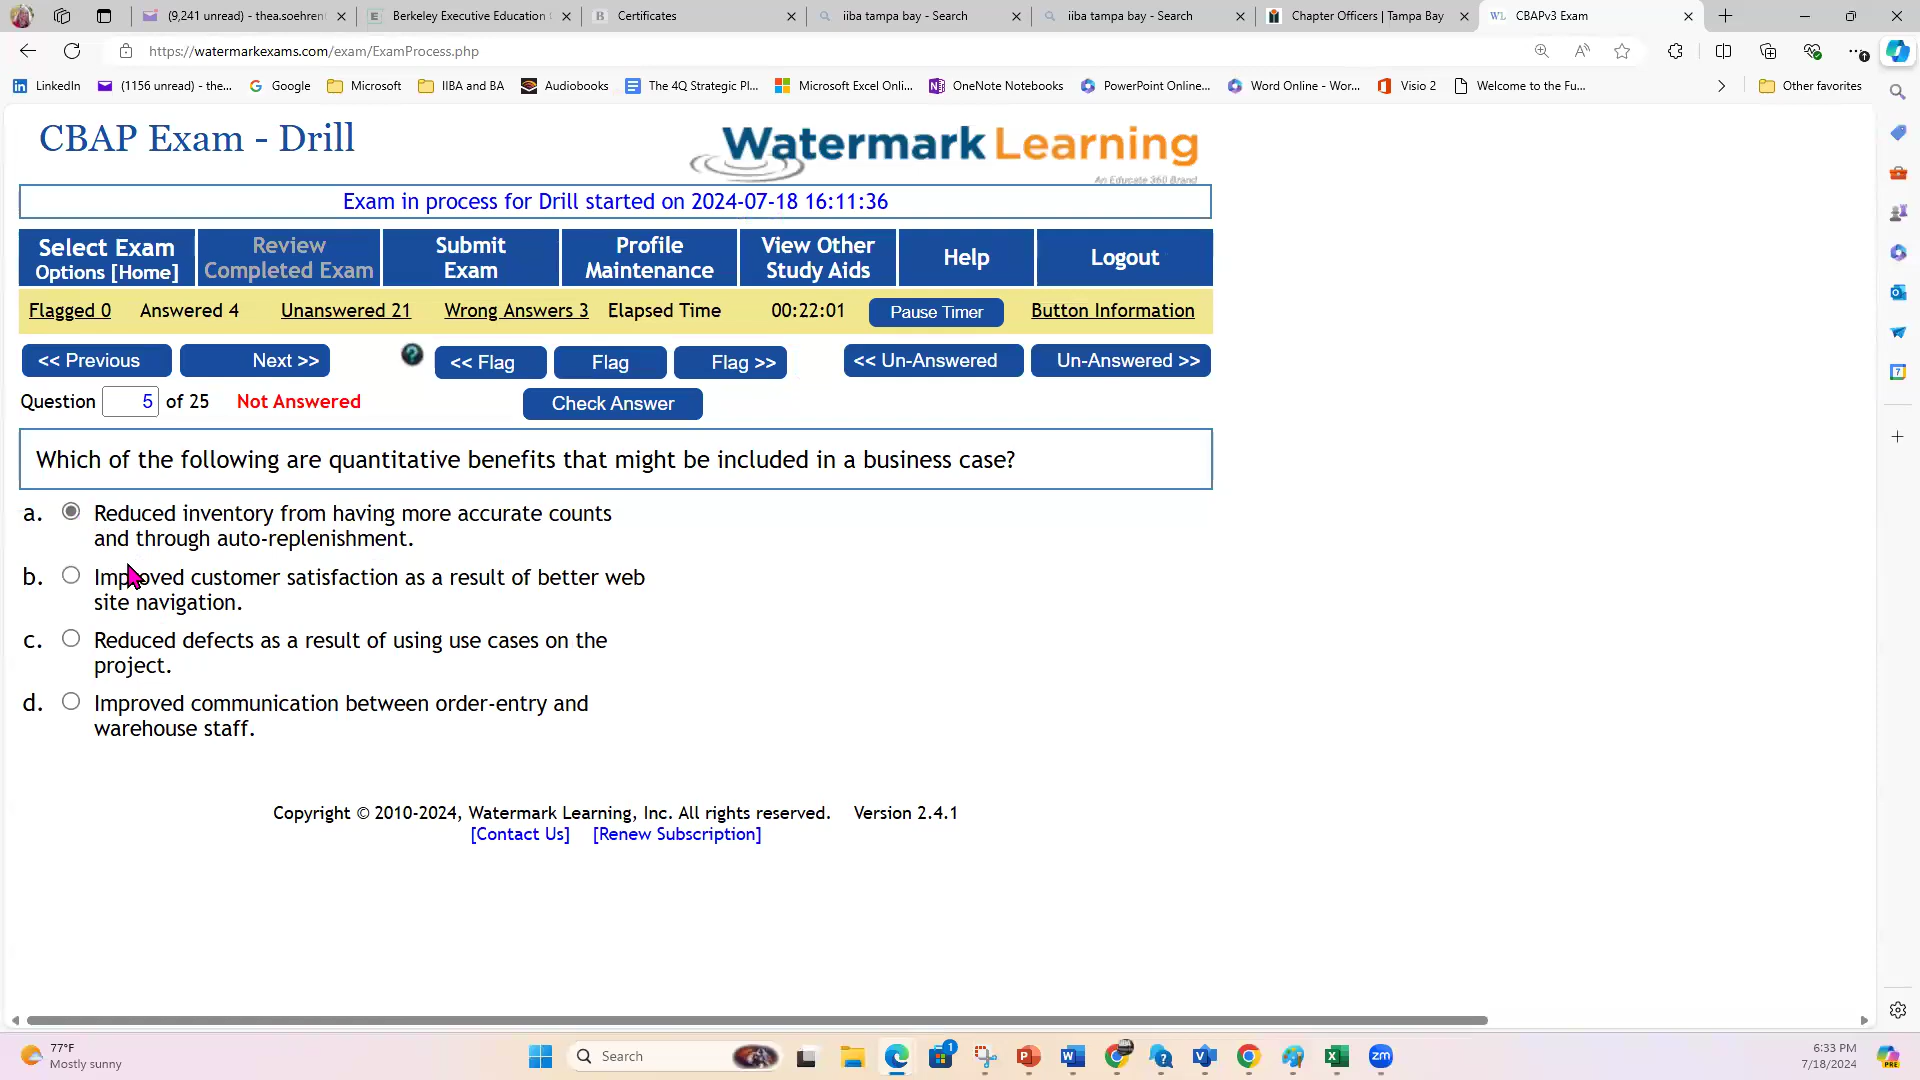 (9,241 unread) - thea.soehren
Berkeley Executive Education
Certificates
iiba tampa bay - Search
iiba tampa bay - Search
Chapter Officers | Tampa Bay
CBAPv3 Exam
https://watermarkexams.com/exam/ExamProcess.php
LinkedIn
(1156 unread) - the...
Google
Microsoft
IIBA and BA
Audiobooks
The 4Q Strategic Pl...
Microsoft Excel Onli...
OneNote Notebooks
PowerPoint Online...
Word Online - Wor...
Visio 2
Welcome to the Fu...
Other favorites
CBAP Exam - Drill
Watermark Learning
An Educate 360 Brand
Exam in process for Drill started on 2024-07-18 16:11:36
Select Exam
Options [Home]
Review
Completed Exam
Submit
Exam
Profile
Maintenance
View Other
Study Aids
Help
Logout
Flagged 0 Answered 4 Unanswered 21 Wrong Answers 3 Elapsed Time 00:22:01 Pause Timer Button Information
<< Previous Next >> << Flag Flag Flag >> << Un-Answered Un-Answered >>
Question 5 of 25 Not Answered Check Answer
Which of the following are quantitative benefits that might be included in a business case?
a. Reduced inventory from having more accurate counts
and through auto-replenishment.
b. Improved customer satisfaction as a result of better web
site navigation.
c. Reduced defects as a result of using use cases on the
project.
d. Improved communication between order-entry and
warehouse staff.
Copyright © 2010-2024, Watermark Learning, Inc. All rights reserved. Version 2.4.1
[Contact Us] [Renew Subscription]
77°F
Mostly sunny
Search
zm
6:33 PM
7/18/2024